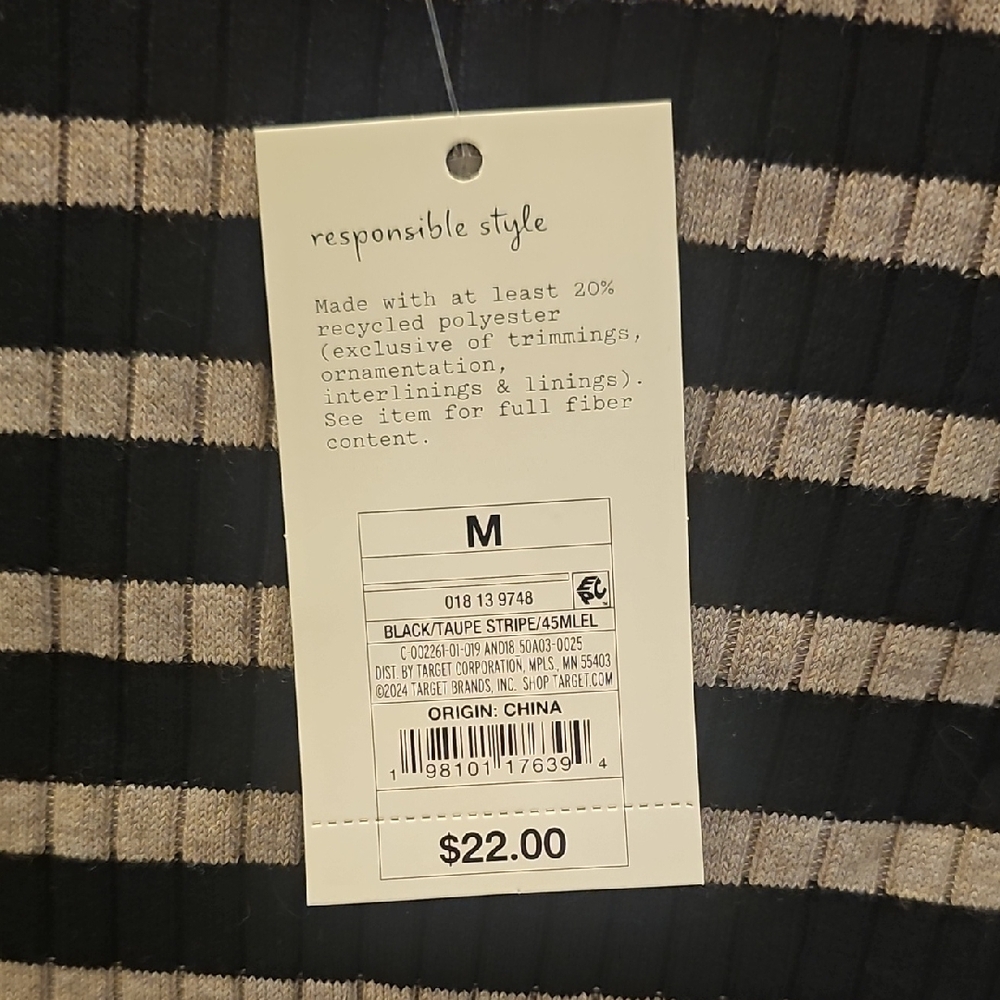 responsible style
Made with at least 20%
recycled polyester
(exclusive of trimmings,
ornamentation,
interlinings & linings).
See item for full fiber
content.
M
018 13 9748
EPC
BLACK/TAUPE STRIPE/45MLEL
C-002261-01-019 AND18 50A03-0025
DIST. BY TARGET CORPORATION, MPLS., MN 55403
©2024 TARGET BRANDS, INC. SHOP TARGET.COM
ORIGIN: CHINA
1 98101 17639 4
$22.00